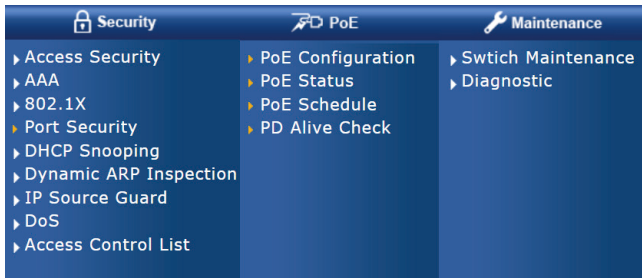 Security
Access Security
AAA
802.1X
Port Security
DHCP Snooping
Dynamic ARP Inspection
IP Source Guard
DoS
Access Control List
PoE
PoE Configuration
PoE Status
PoE Schedule
PD Alive Check
Maintenance
Swtich Maintenance
Diagnostic